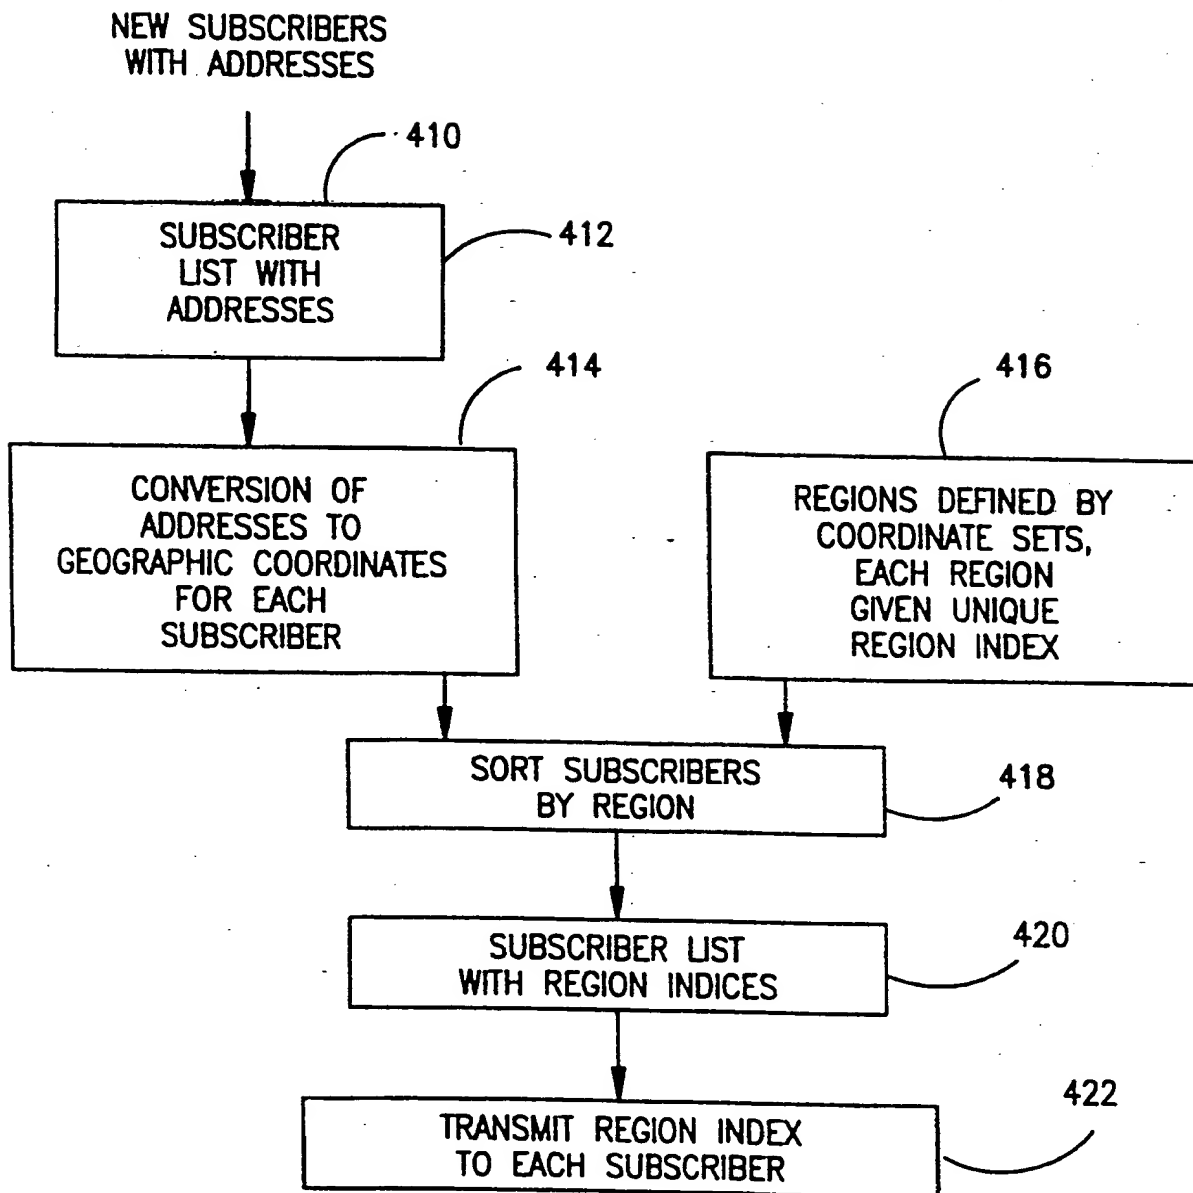 NEW SUBSCRIBERS
WITH ADDRESSES
410
SUBSCRIBER
LIST WITH
ADDRESSES
412
414
416
CONVERSION OF
ADDRESSES TO
GEOGRAPHIC COORDINATES
FOR EACH
SUBSCRIBER
REGIONS DEFINED BY
COORDINATE SETS,
EACH REGION
GIVEN UNIQUE
REGION INDEX
SORT SUBSCRIBERS
BY REGION
418
SUBSCRIBER LIST
WITH REGION INDICES
420
TRANSMIT REGION INDEX
TO EACH SUBSCRIBER
422